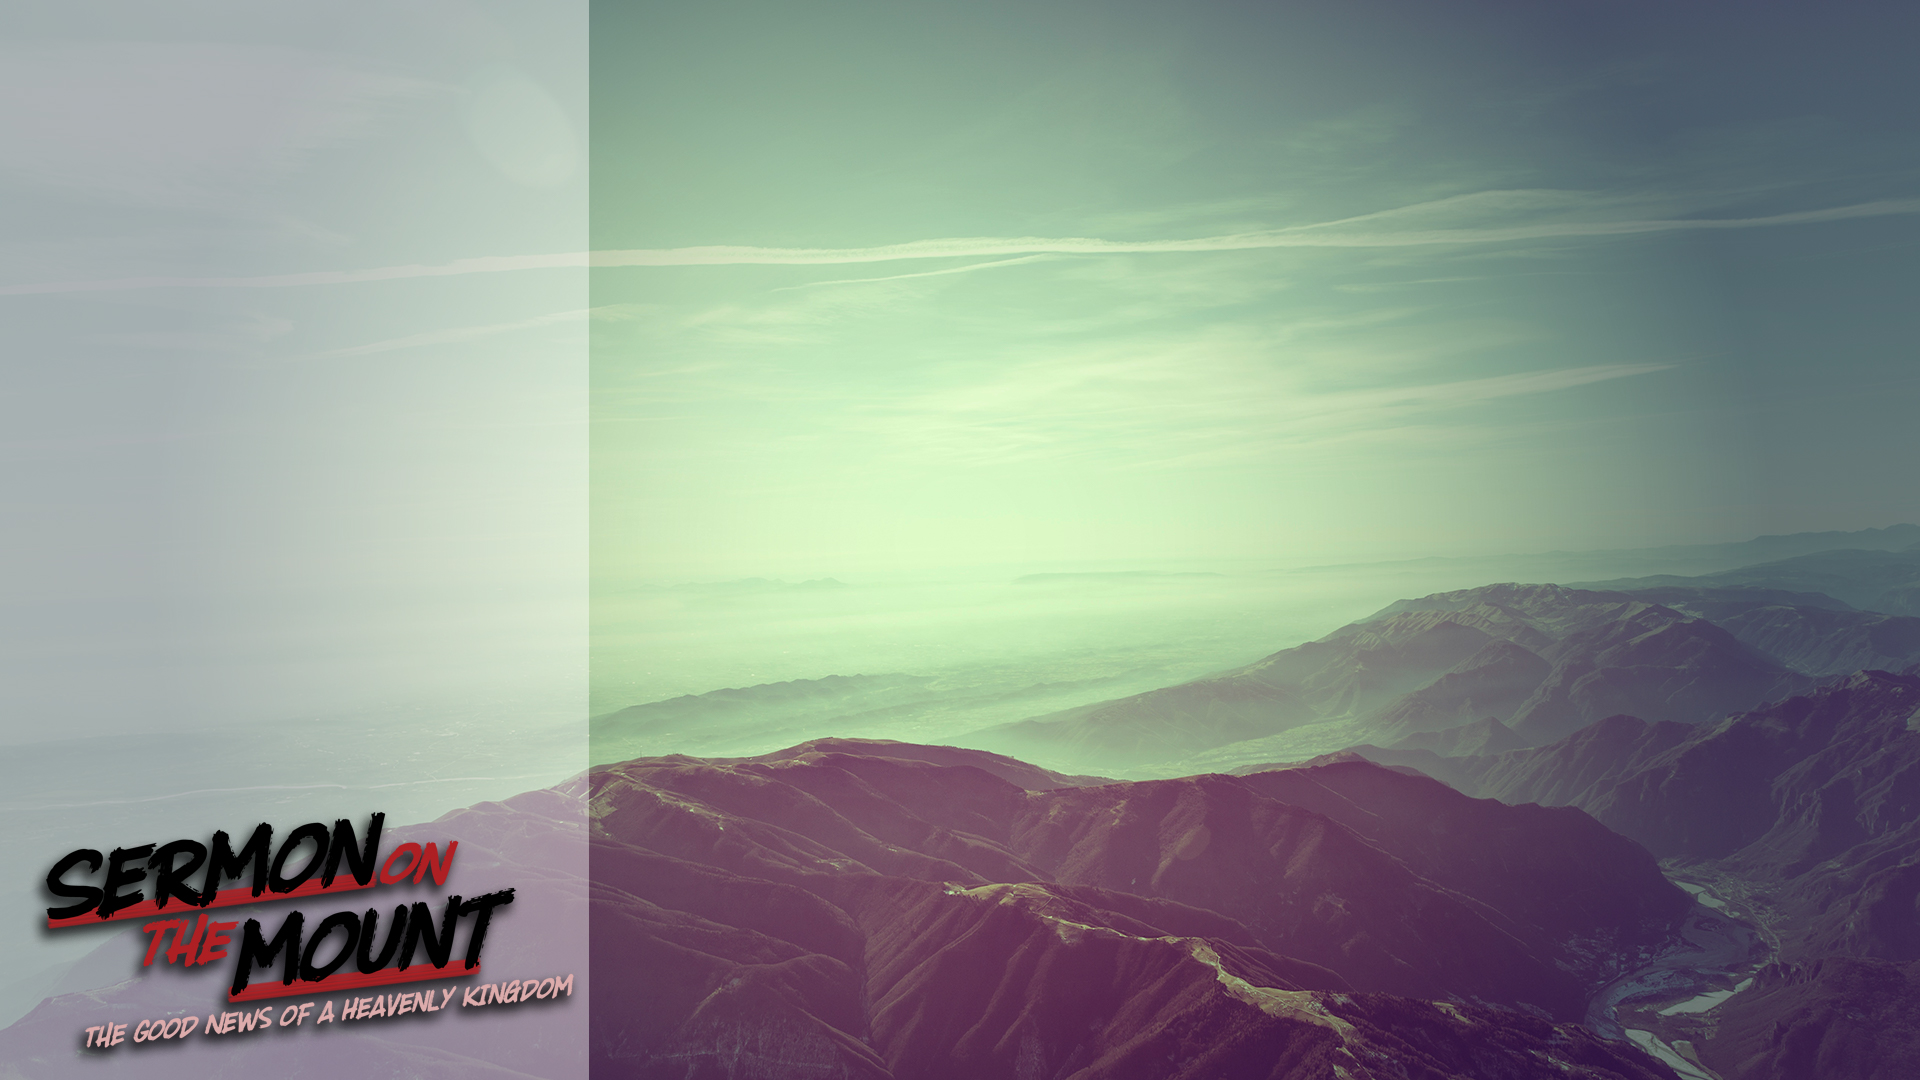 SERMON ON
THE MOUNT
THE GOOD NEWS OF A HEAVENLY KINGDOM